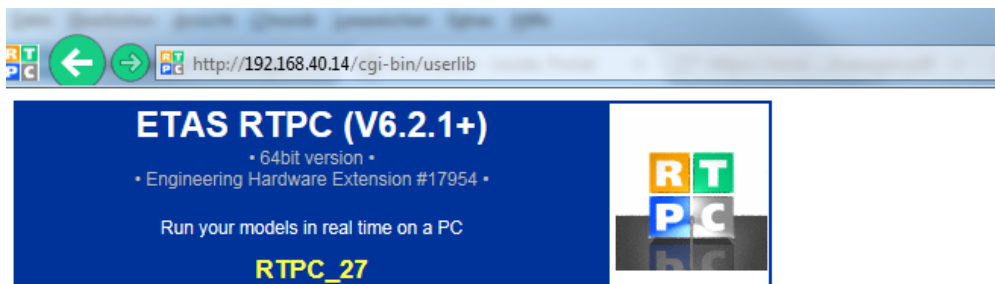 http://192.168.40.14/cgi-bin/userlib
ETAS RTPC (V6.2.1+)
• 64bit version •
• Engineering Hardware Extension #17954 •
Run your models in real time on a PC
RTPC_27
R T
P C